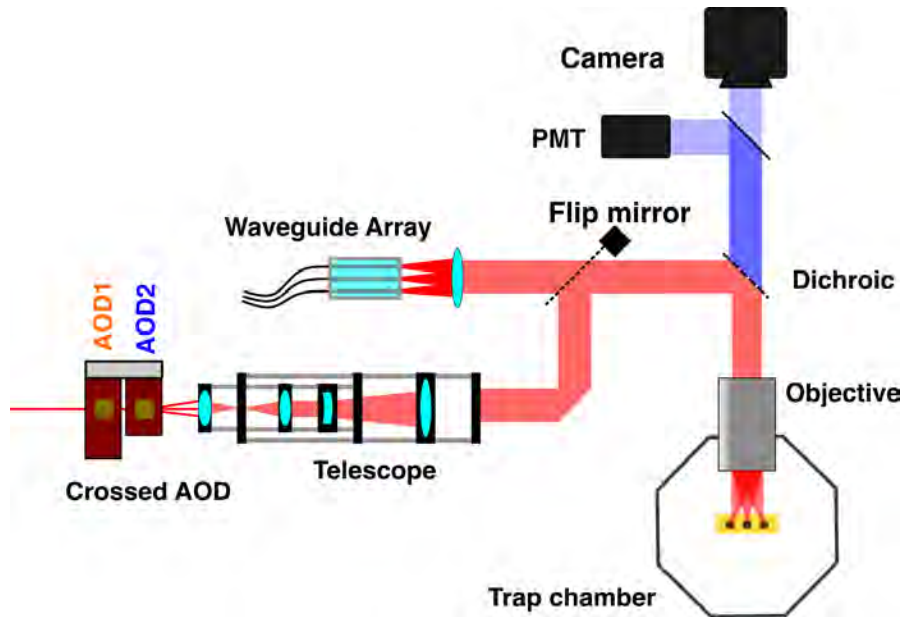 Camera
PMT
Flip mirror
Waveguide Array
Dichroic
AOD1
AOD2
Objective
Telescope
Crossed AOD
Trap chamber